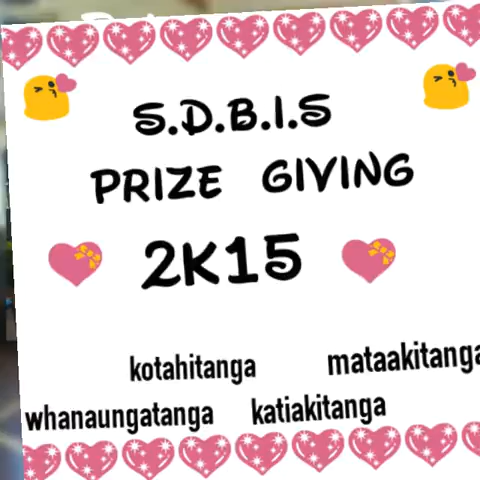 S.D.B.I.S
PRIZE GIVING
2K15
kotahitanga mataakitanga
whanaungatanga katiakitanga